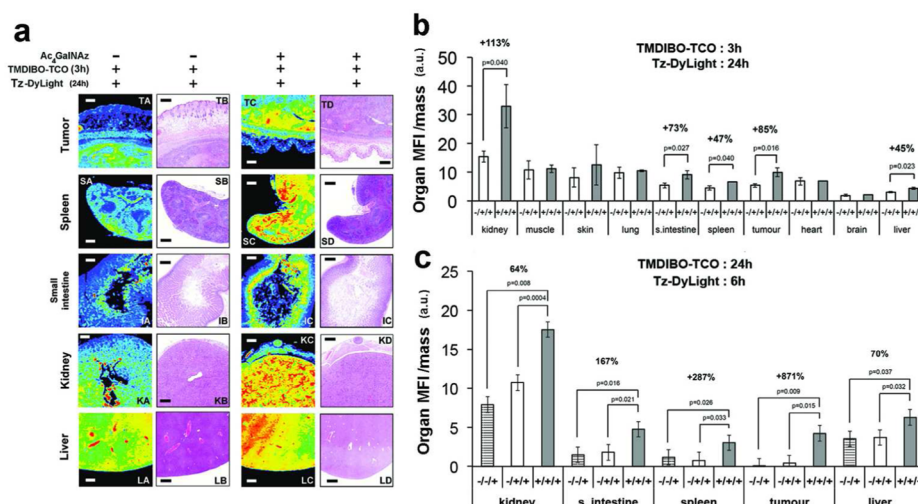 a
Ac4GalNAz − − + +
TMDIBO-TCO (3h) + + + +
Tz-DyLight (24h) + + + +
Tumor
TA TB TC TD
Spleen
SA SB SC SD
Small intestine
IA IB IC IC
Kidney
KA KB KC KD
Liver
LA LB LC LD
b
TMDIBO-TCO : 3h
Tz-DyLight : 24h
Organ MFI /mass (a.u.)
50
40
30
20
10
0
+113%
p=0.040
+73%
p=0.027
+47%
p=0.040
+85%
p=0.016
+45%
p=0.023
-/+/+ +/+/+ -/+/+ +/+/+ -/+/+ +/+/+ -/+/+ +/+/+ -/+/+ +/+/+ -/+/+ +/+/+ -/+/+ +/+/+ -/+/+ +/+/+ -/+/+ +/+/+ -/+/+ +/+/+
kidney muscle skin lung s.intestine spleen tumour heart brain liver
c
TMDIBO-TCO : 24h
Tz-DyLight : 6h
Organ MFI /mass (a.u.)
25
20
15
10
5
0
64%
p=0.008
p=0.0004
167%
p=0.016
p=0.021
+287%
p=0.026
p=0.033
+871%
p=0.009
p=0.015
70%
p=0.037
p=0.032
-/-/+ -/+/+ +/+/+ -/-/+ -/+/+ +/+/+ -/-/+ -/+/+ +/+/+ -/-/+ -/+/+ +/+/+ -/-/+ -/+/+ +/+/+
kidney s. intestine spleen tumour liver